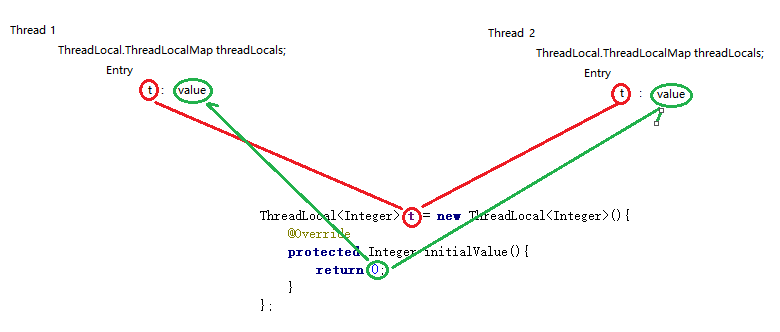 Thread 1
ThreadLocal.ThreadLocalMap threadLocals;
Entry
t : value
Thread 2
ThreadLocal.ThreadLocalMap threadLocals;
Entry
t : value
ThreadLocal<Integer> t = new ThreadLocal<Integer>(){
@Override
protected Integer initialValue(){
return 0;
}
};